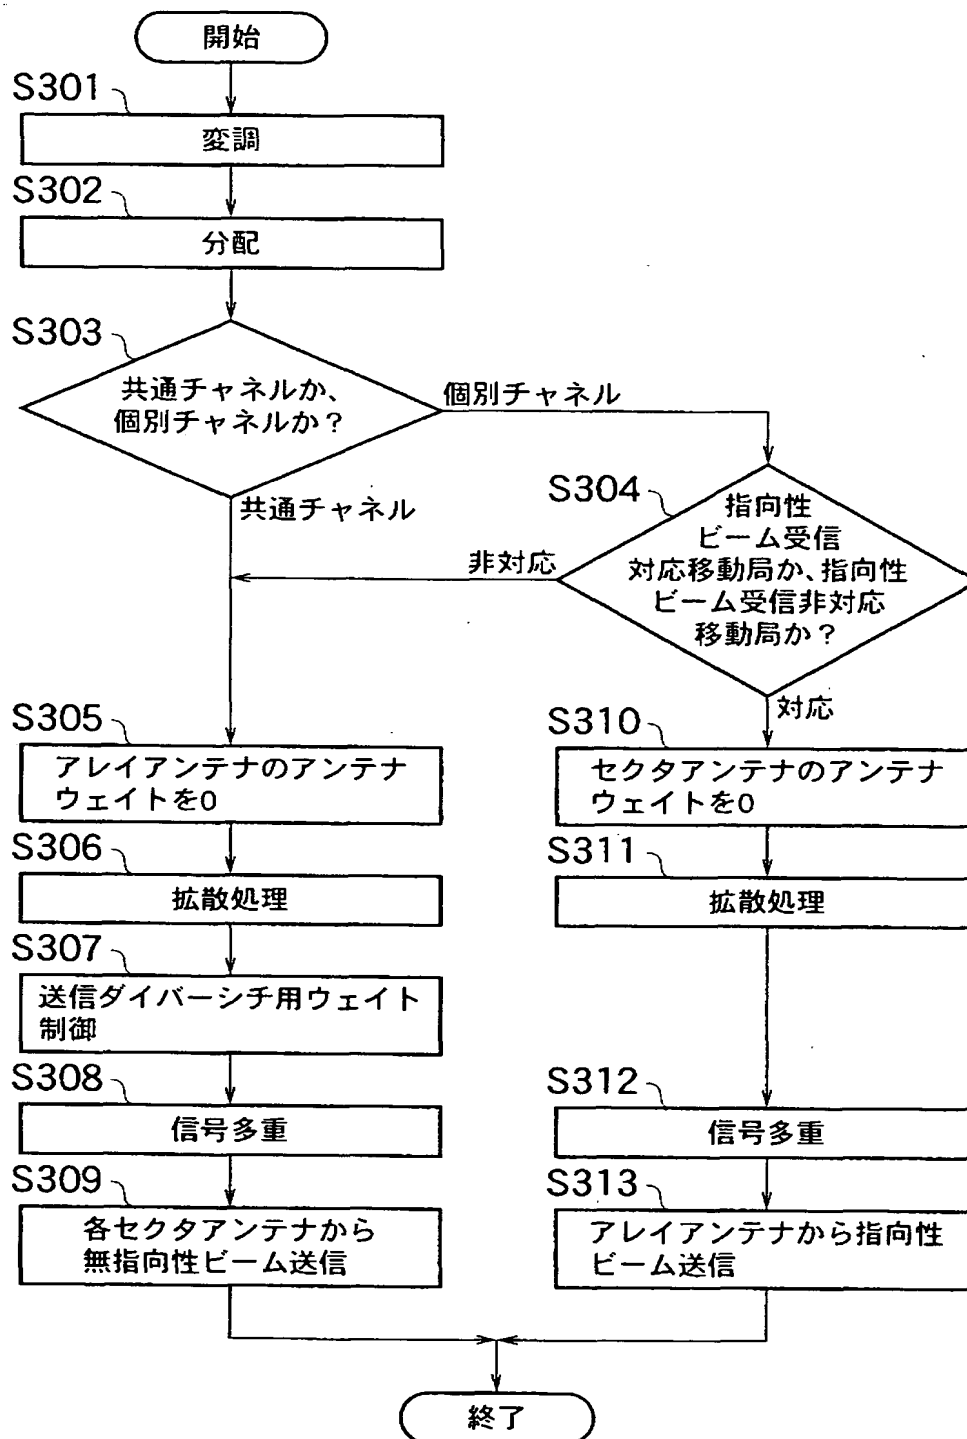 開始
S301
変調
S302
分配
S303
共通チャネルか、
個別チャネルか？
個別チャネル
共通チャネル
S304
指向性
ビーム受信
対応移動局か、指向性
ビーム受信非対応
移動局か？
非対応
対応
S305
アレイアンテナのアンテナ
ウェイトを0
S306
拡散処理
S307
送信ダイバーシチ用ウェイト
制御
S308
信号多重
S309
各セクタアンテナから
無指向性ビーム送信
S310
セクタアンテナのアンテナ
ウェイトを0
S311
拡散処理
S312
信号多重
S313
アレイアンテナから指向性
ビーム送信
終了